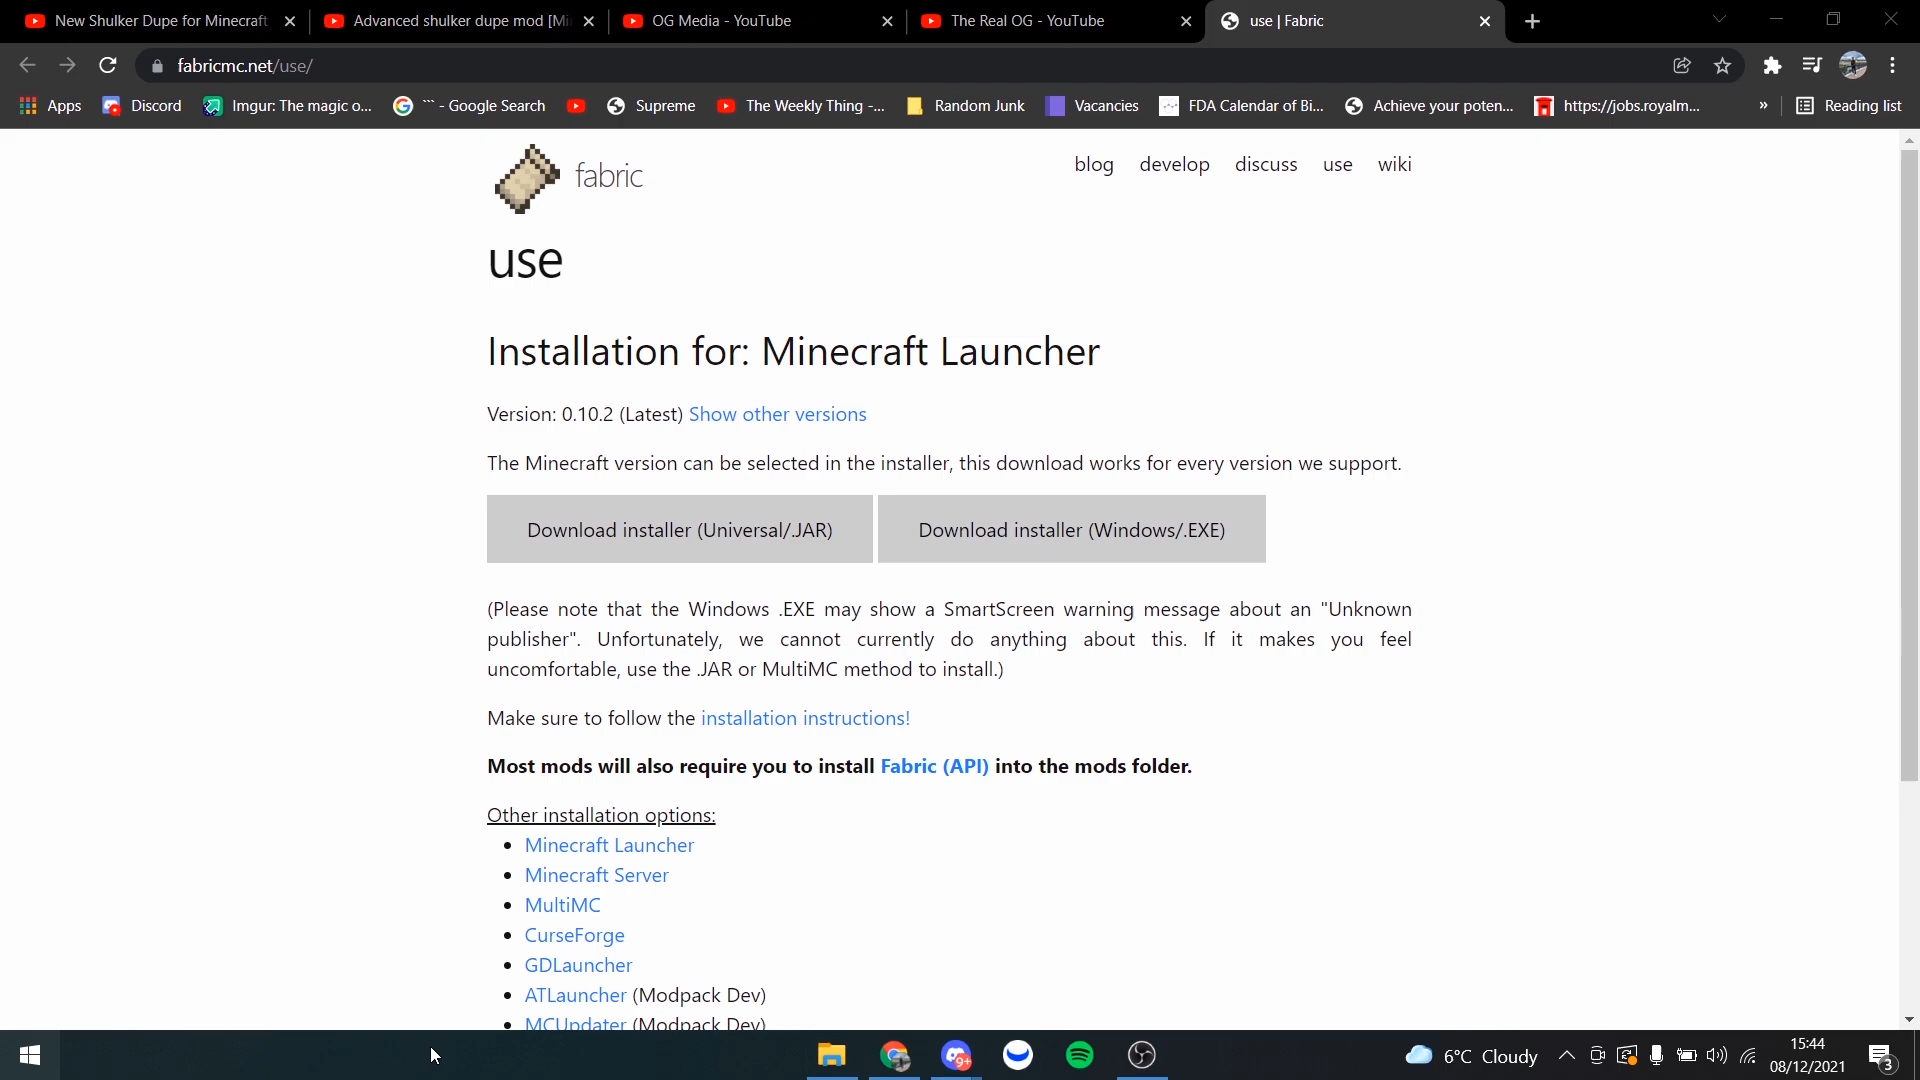 New Shulker Dupe for Minecraft
Advanced shulker dupe mod [Mi
OG Media - YouTube
The Real OG - YouTube
use | Fabric
fabricmc.net/use/
Apps
Discord
Imgur: The magic o...
``` - Google Search
Supreme
The Weekly Thing -...
Random Junk
Vacancies
FDA Calendar of Bi...
Achieve your poten...
https://jobs.royalm...
»
Reading list
fabric
blog develop discuss use wiki
use
Installation for: Minecraft Launcher
Version: 0.10.2 (Latest) Show other versions
The Minecraft version can be selected in the installer, this download works for every version we support.
Download installer (Universal/.JAR)
Download installer (Windows/.EXE)
(Please note that the Windows .EXE may show a SmartScreen warning message about an "Unknown
publisher". Unfortunately, we cannot currently do anything about this. If it makes you feel
uncomfortable, use the .JAR or MultiMC method to install.)
Make sure to follow the installation instructions!
Most mods will also require you to install Fabric (API) into the mods folder.
Other installation options:
• Minecraft Launcher
• Minecraft Server
• MultiMC
• CurseForge
• GDLauncher
• ATLauncher (Modpack Dev)
• MCUpdater (Modpack Dev)
9+
6°C Cloudy
15:44
08/12/2021
3